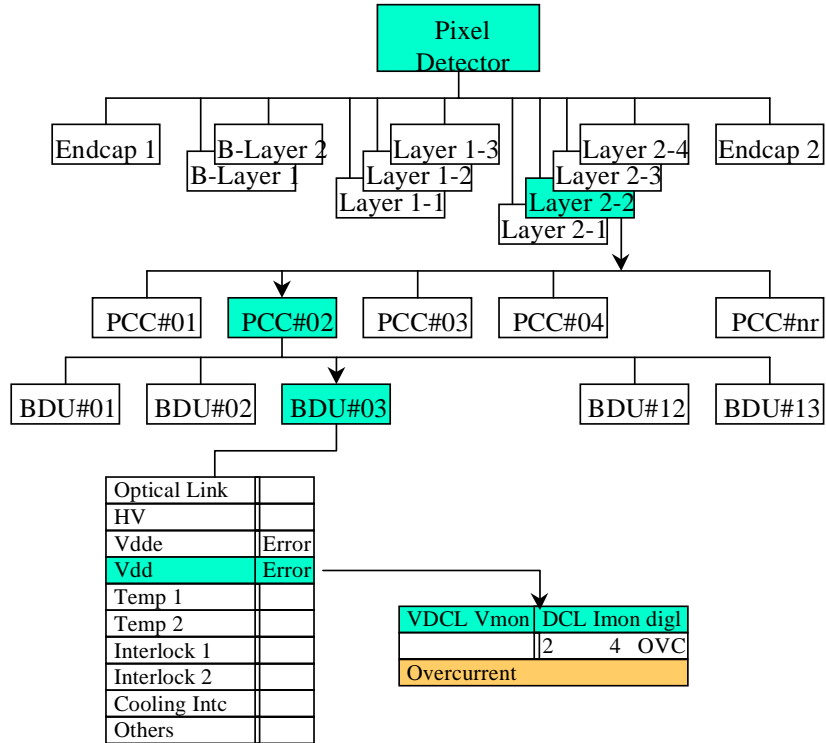 Pixel
Detector
Endcap 1
B-Layer 2
Layer 1-3
Layer 2-4
Endcap 2
B-Layer 1
Layer 1-2
Layer 2-3
Layer 1-1
Layer 2-2
Layer 2-1
PCC#01
PCC#02
PCC#03
PCC#04
PCC#nr
BDU#01
BDU#02
BDU#03
BDU#12
BDU#13
Optical Link
HV
Vdde Error
Vdd Error
Temp 1
Temp 2
Interlock 1
Interlock 2
Cooling Intc
Others
VDCL Vmon DCL Imon digl
2 4 OVC
Overcurrent